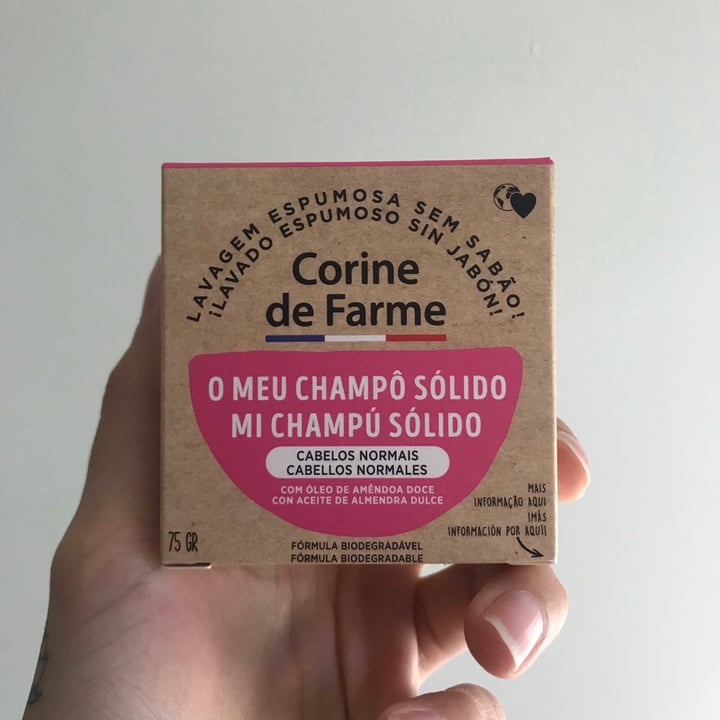 LAVAGEM ESPUMOSA SEM SABÃO!
¡LAVADO ESPUMOSO SIN JABÓN!
Corine
de Farme
O MEU CHAMPÔ SÓLIDO
MI CHAMPÚ SÓLIDO
CABELOS NORMAIS
CABELLOS NORMALES
COM ÓLEO DE AMÊNDOA DOCE
CON ACEITE DE ALMENDRA DULCE
MAIS
INFORMAÇÃO AQUI
¡MÁS
INFORMACIÓN POR AQUÍ!
75 GR
FÓRMULA BIODEGRADÁVEL
FÓRMULA BIODEGRADABLE